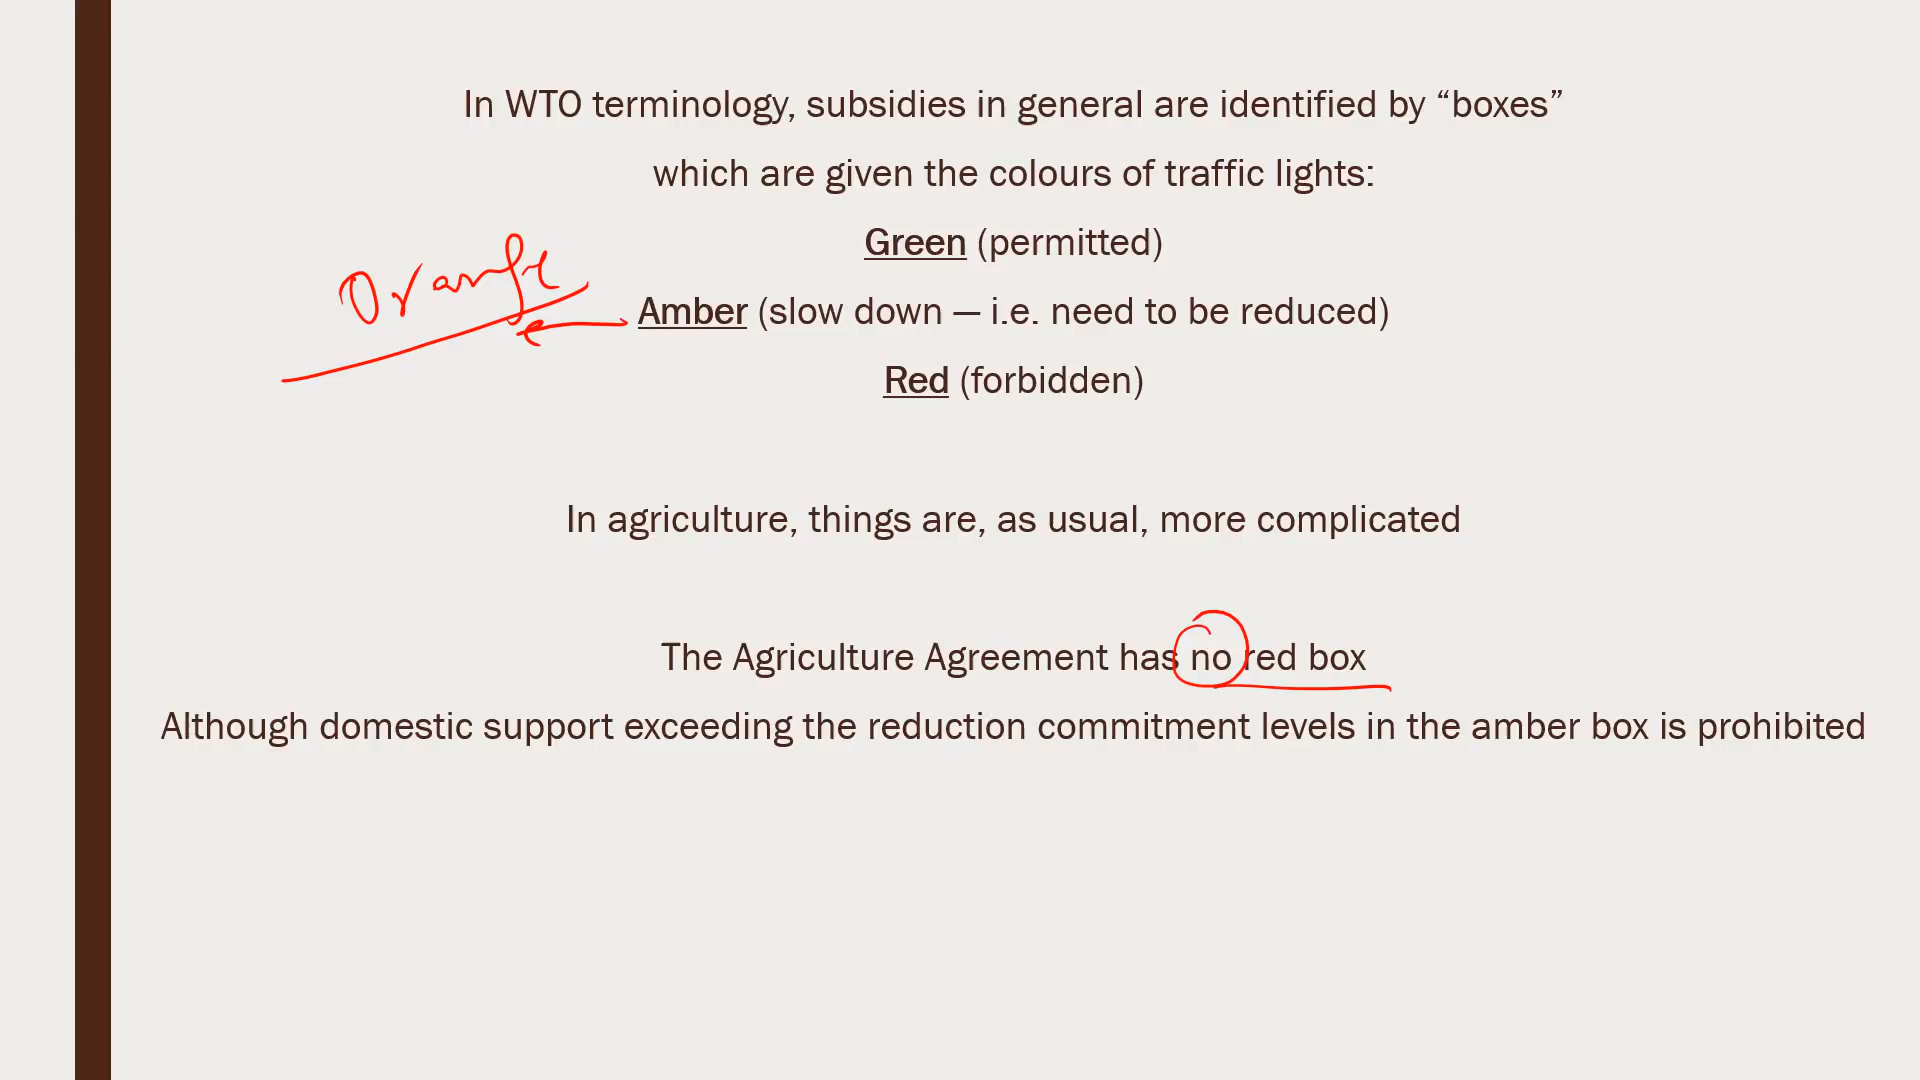 In WTO terminology, subsidies in general are identified by “boxes”
which are given the colours of traffic lights:
Green (permitted)
Orange
Amber (slow down — i.e. need to be reduced)
Red (forbidden)
In agriculture, things are, as usual, more complicated
The Agriculture Agreement has no red box
Although domestic support exceeding the reduction commitment levels in the amber box is prohibited